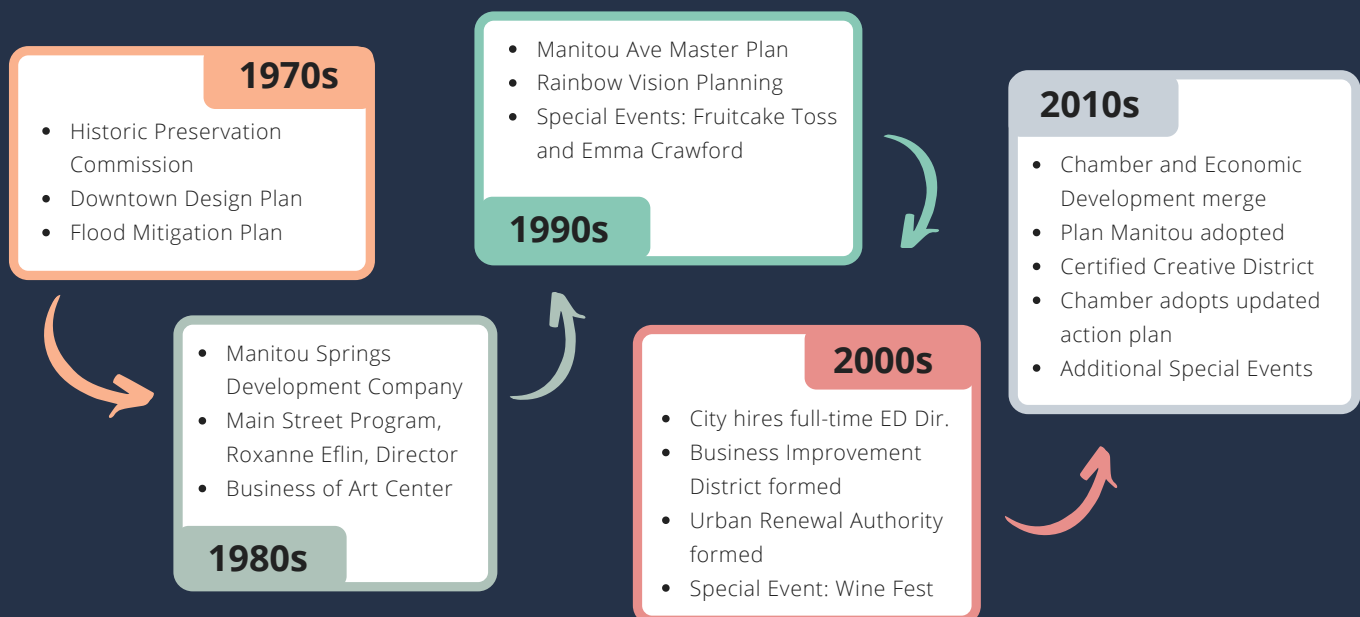 1970s
• Historic Preservation
Commission
• Downtown Design Plan
• Flood Mitigation Plan
• Manitou Springs
Development Company
• Main Street Program,
Roxanne Eflin, Director
• Business of Art Center
1980s
• Manitou Ave Master Plan
• Rainbow Vision Planning
• Special Events: Fruitcake Toss
and Emma Crawford
1990s
2000s
• City hires full-time ED Dir.
• Business Improvement
District formed
• Urban Renewal Authority
formed
• Special Event: Wine Fest
2010s
• Chamber and Economic
Development merge
• Plan Manitou adopted
• Certified Creative District
• Chamber adopts updated
action plan
• Additional Special Events